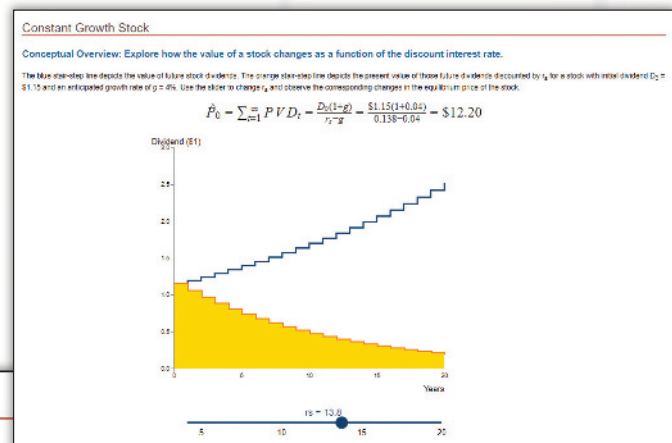 Constant Growth Stock
Conceptual Overview: Explore how the value of a stock changes as a function of the discount interest rate.
The blue stair-step line depicts the value of future stock dividends. The orange stair-step line depicts the present value of those future dividends discounted by rₛ for a stock with initial dividend D₀ =
$1.15 and an anticipated growth rate of g = 4%. Use the slider to change rₛ and observe the corresponding changes in the equilibrium price of the stock.
P̂₀ = ∑_{t=1}^{∞} PVDₜ = D₀(1+g)/(rₛ−g) = $1.15(1+0.04)/(0.138−0.04) = $12.20
Dividend ($1)
3.0
2.5
2.0
1.5
1.0
0.5
0.0
0 5 10 15 20
Years
rs = 13.8
5 10 15 20